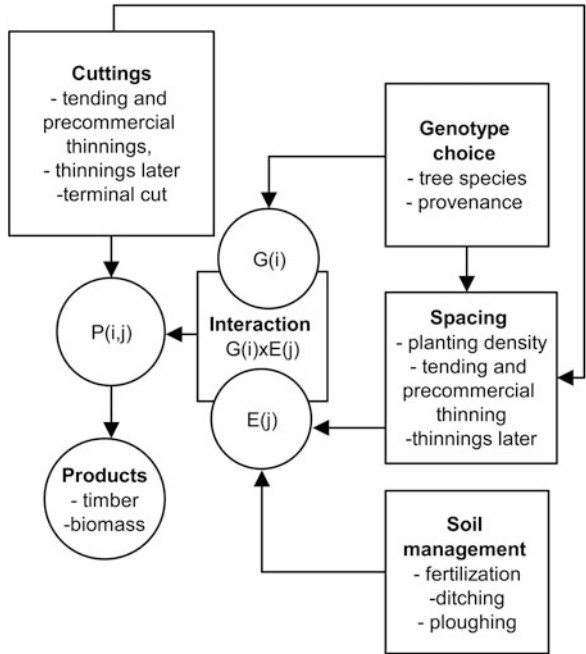 Cuttings
- tending and
precommercial
thinnings,
- thinnings later
-terminal cut
Genotype
choice
- tree species
- provenance
G(i)
P(i,j)
Interaction
G(i)xE(j)
Spacing
- planting density
- tending and
precommercial
thinning
-thinnings later
E(j)
Products
- timber
-biomass
Soil
management
- fertilization
-ditching
- ploughing